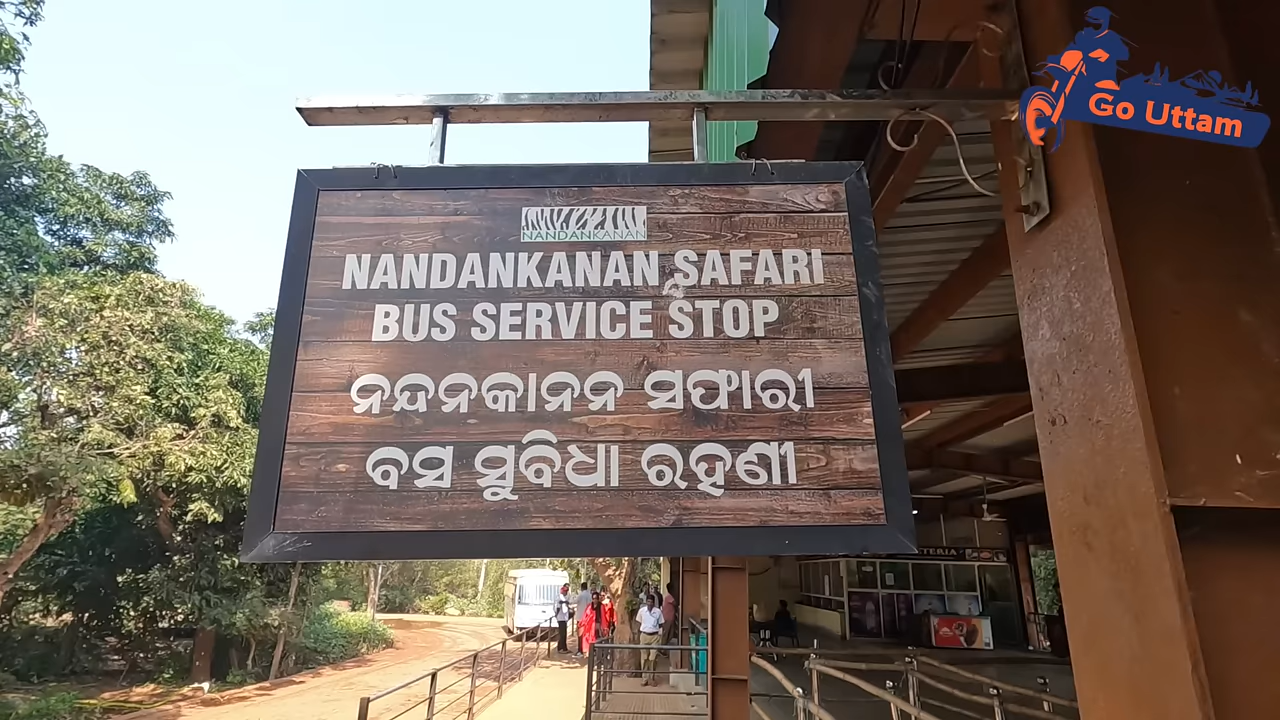 Go Uttam
NANDANKANAN
NANDANKANAN SAFARI
BUS SERVICE STOP
ନନ୍ଦନକାନନ ସଫାରୀ
ବସ ସୁବିଧା ରହଣୀ